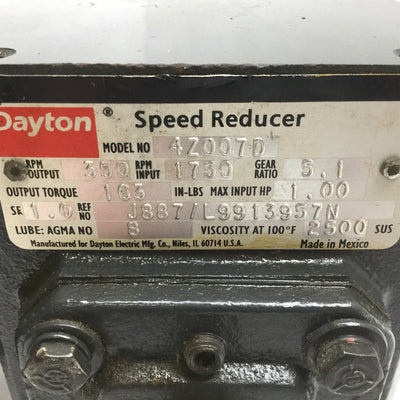 Dayton® Speed Reducer
MODEL NO 4Z007D
RPM OUTPUT 350 RPM INPUT 1750 GEAR RATIO 5.1
OUTPUT TORQUE 163 IN-LBS MAX INPUT HP 1.00
SF 1.0 REF NO J887/L9913957N
LUBE: AGMA NO 8 VISCOSITY AT 100°F 2500 SUS
Manufactured for Dayton Electric Mfg. Co., Niles, IL 60714 U.S.A. Made in Mexico